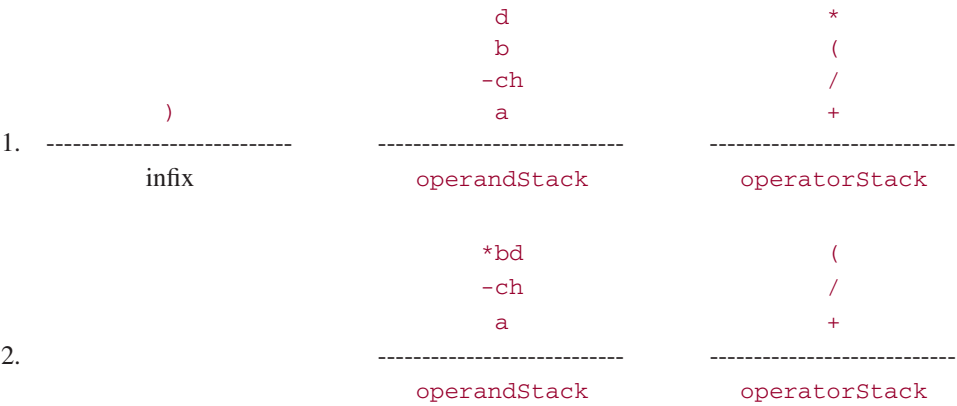 d *
b (
-ch /
) a +
1. ---------------------------- ---------------------------- ----------------------------
infix operandStack operatorStack
*bd (
-ch /
a +
2. ---------------------------- ----------------------------
operandStack operatorStack